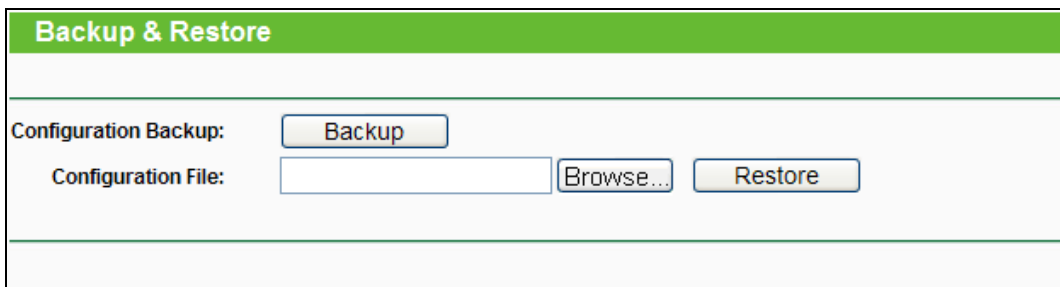 Backup & Restore
Configuration Backup: Backup
Configuration File: Browse... Restore